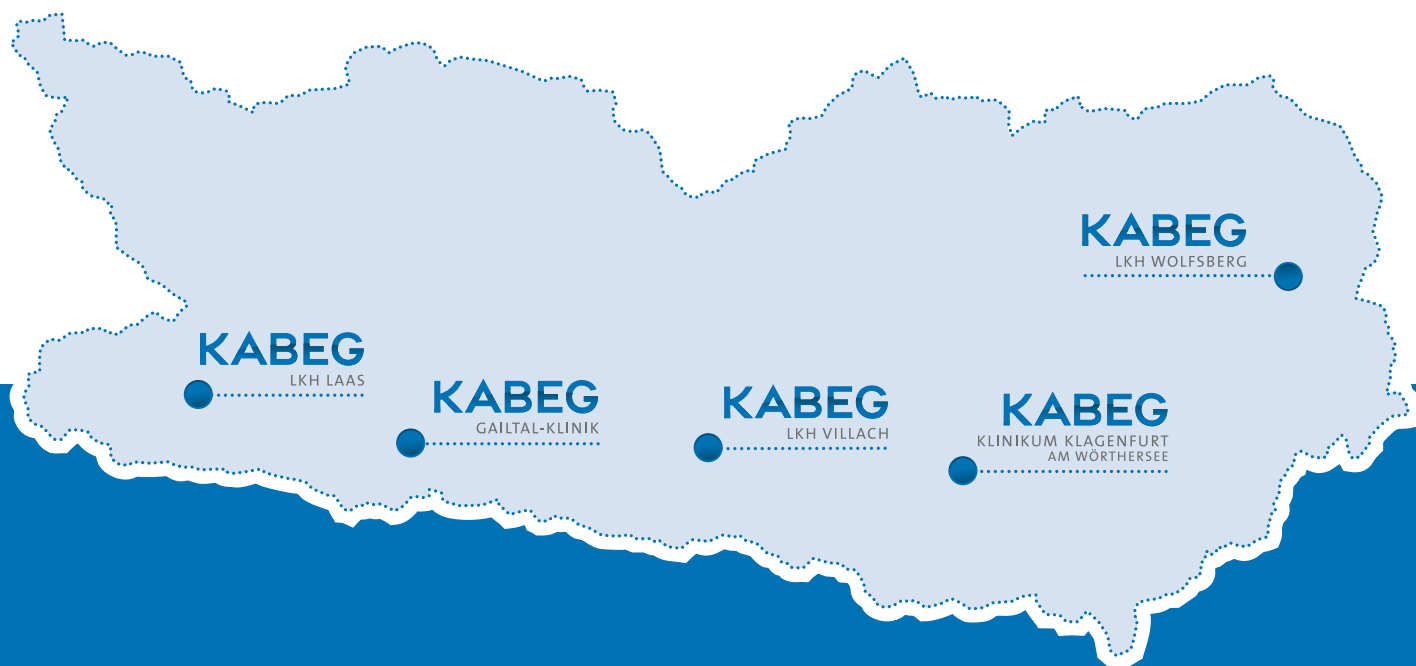 KABEG
LKH WOLFSBERG
KABEG
LKH LAAS
KABEG
GAILTAL-KLINIK
KABEG
LKH VILLACH
KABEG
KLINIKUM KLAGENFURT
AM WÖRTHERSEE